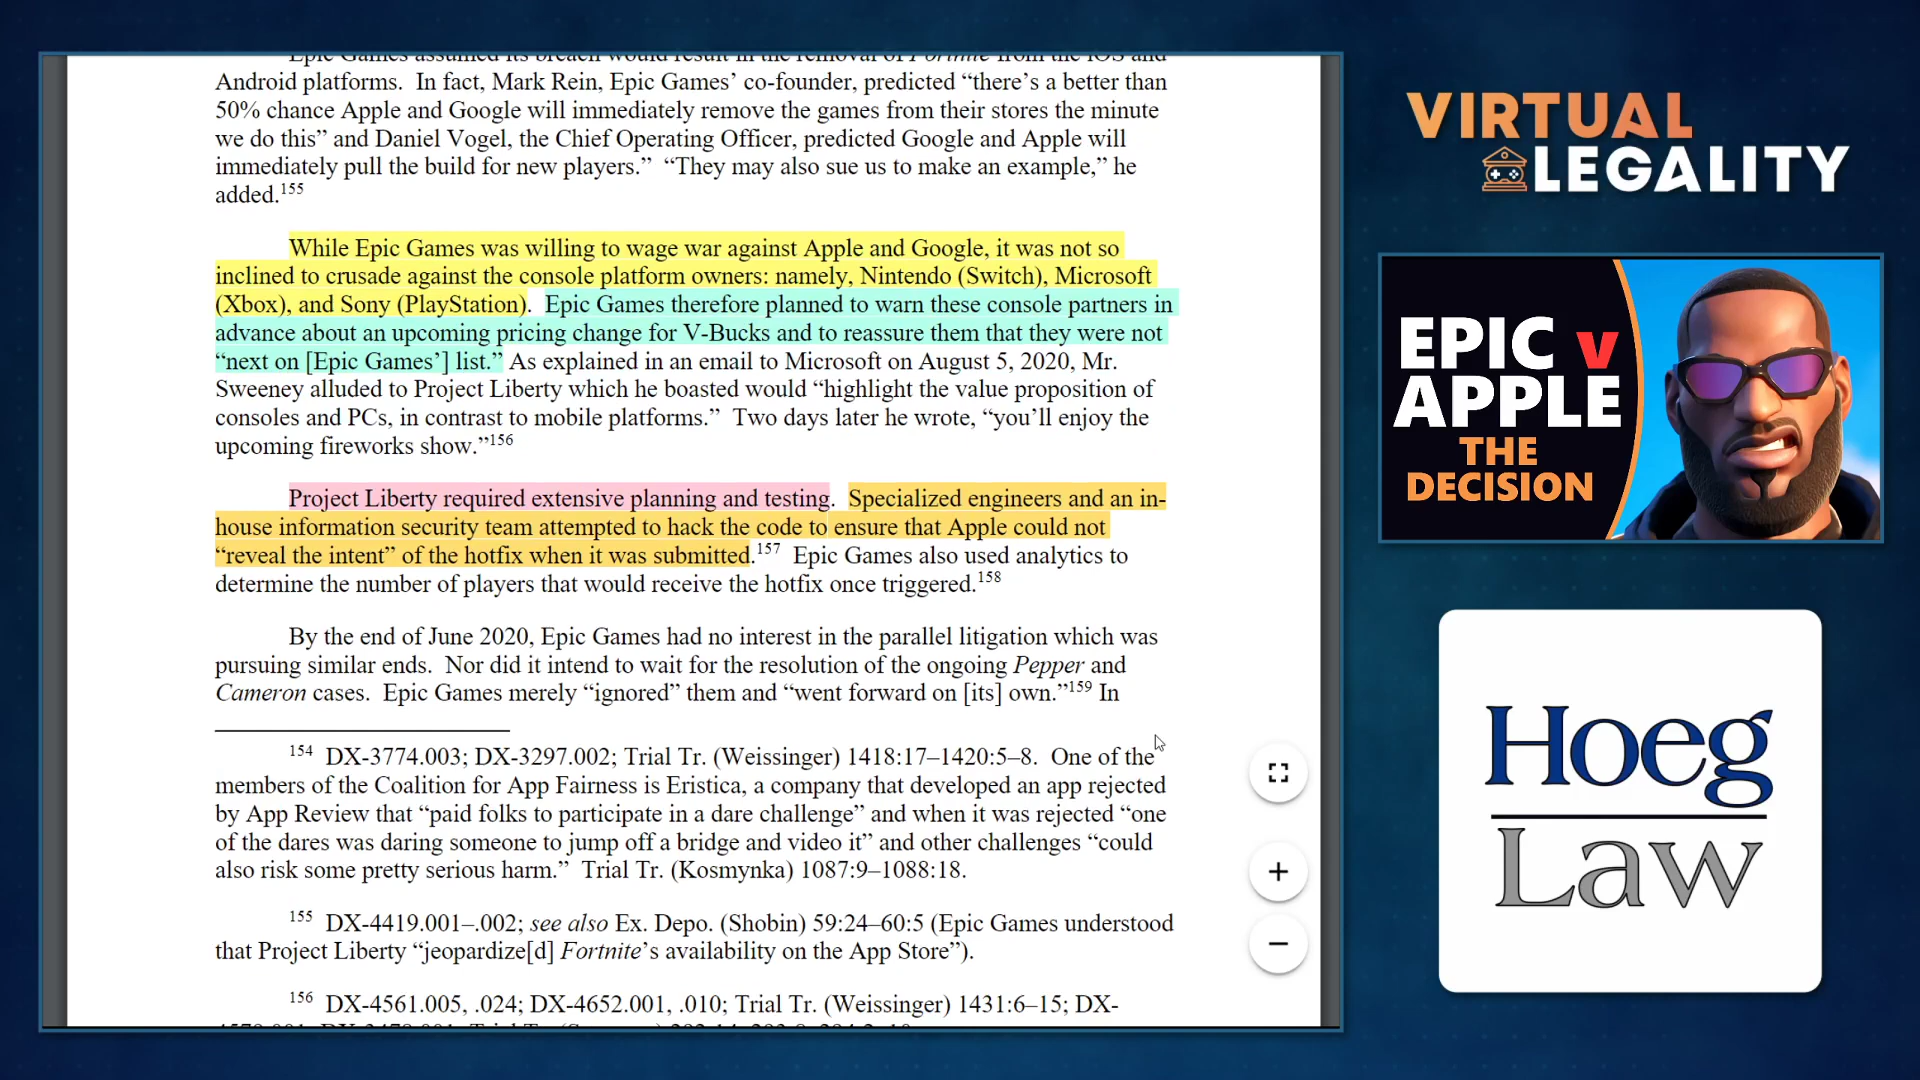 Epic Games assumed its breach would result in the removal of Fortnite from the iOS and
Android platforms.  In fact, Mark Rein, Epic Games’ co-founder, predicted “there’s a better than
50% chance Apple and Google will immediately remove the games from their stores the minute
we do this” and Daniel Vogel, the Chief Operating Officer, predicted Google and Apple will
immediately pull the build for new players.”  “They may also sue us to make an example,” he
added.155
While Epic Games was willing to wage war against Apple and Google, it was not so
inclined to crusade against the console platform owners: namely, Nintendo (Switch), Microsoft
(Xbox), and Sony (PlayStation).  Epic Games therefore planned to warn these console partners in
advance about an upcoming pricing change for V-Bucks and to reassure them that they were not
“next on [Epic Games’] list.”  As explained in an email to Microsoft on August 5, 2020, Mr.
Sweeney alluded to Project Liberty which he boasted would “highlight the value proposition of
consoles and PCs, in contrast to mobile platforms.”  Two days later he wrote, “you’ll enjoy the
upcoming fireworks show.”156
Project Liberty required extensive planning and testing.  Specialized engineers and an in-
house information security team attempted to hack the code to ensure that Apple could not
“reveal the intent” of the hotfix when it was submitted.157  Epic Games also used analytics to
determine the number of players that would receive the hotfix once triggered.158
By the end of June 2020, Epic Games had no interest in the parallel litigation which was
pursuing similar ends.  Nor did it intend to wait for the resolution of the ongoing Pepper and
Cameron cases.  Epic Games merely “ignored” them and “went forward on [its] own.”159 In
154  DX-3774.003; DX-3297.002; Trial Tr. (Weissinger) 1418:17–1420:5–8.  One of the
members of the Coalition for App Fairness is Eristica, a company that developed an app rejected
by App Review that “paid folks to participate in a dare challenge” and when it was rejected “one
of the dares was daring someone to jump off a bridge and video it” and other challenges “could
also risk some pretty serious harm.”  Trial Tr. (Kosmynka) 1087:9–1088:18.
155  DX-4419.001–.002; see also Ex. Depo. (Shobin) 59:24–60:5 (Epic Games understood
that Project Liberty “jeopardize[d] Fortnite’s availability on the App Store”).
156  DX-4561.005, .024; DX-4652.001, .010; Trial Tr. (Weissinger) 1431:6–15; DX-
VIRTUAL
LEGALITY
EPIC v
APPLE
THE
DECISION
Hoeg
Law